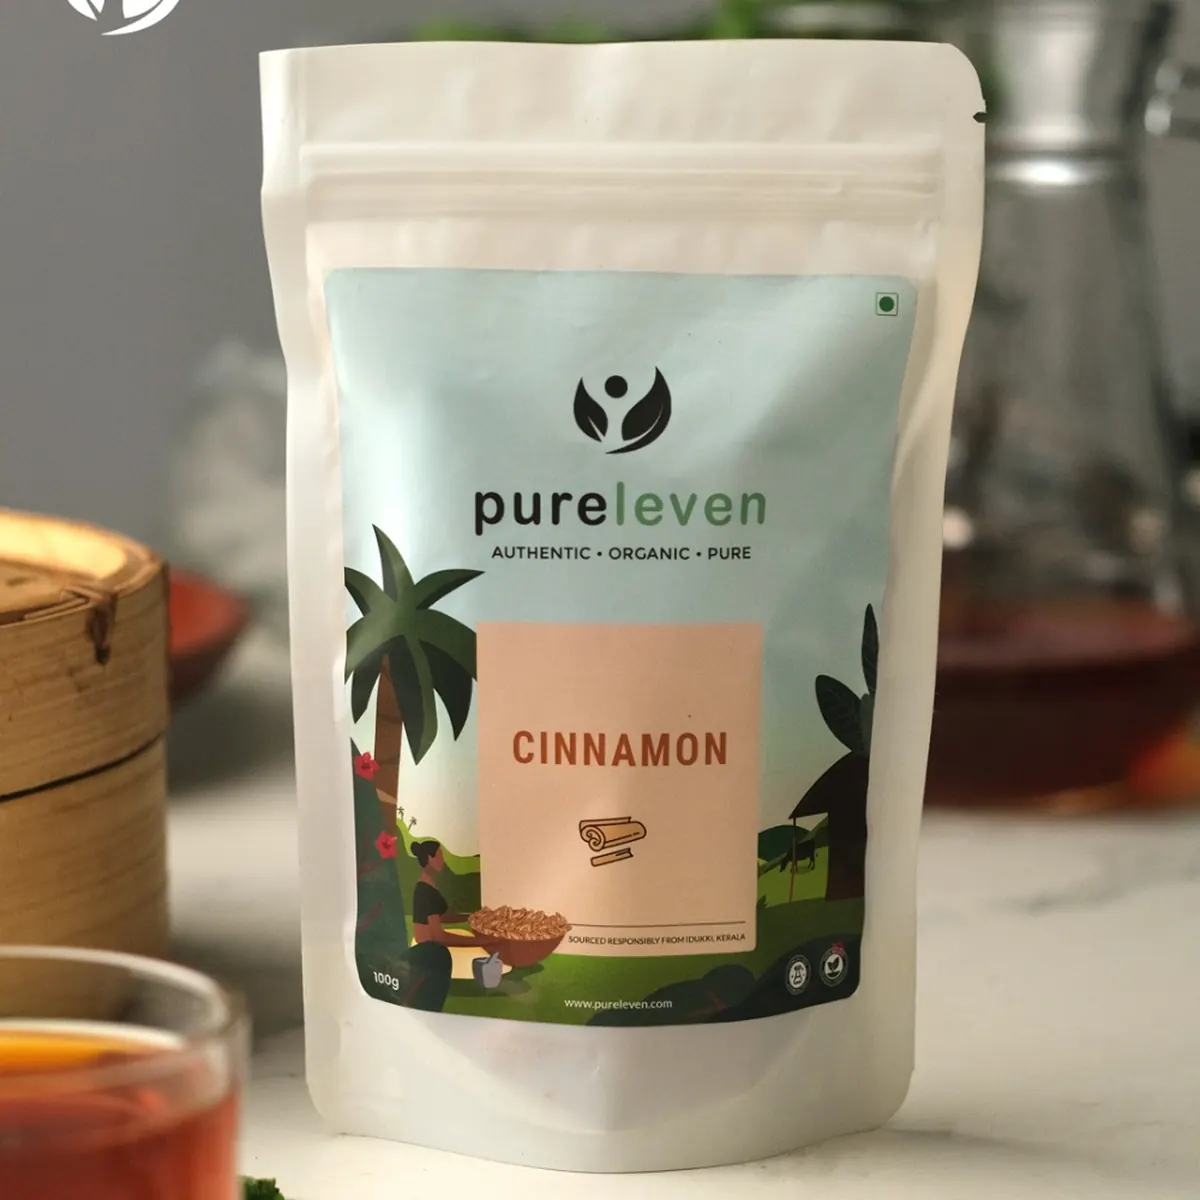 pureleven
AUTHENTIC • ORGANIC • PURE
CINNAMON
SOURCED RESPONSIBLY FROM IDUKKI, KERALA
100g
www.pureleven.com